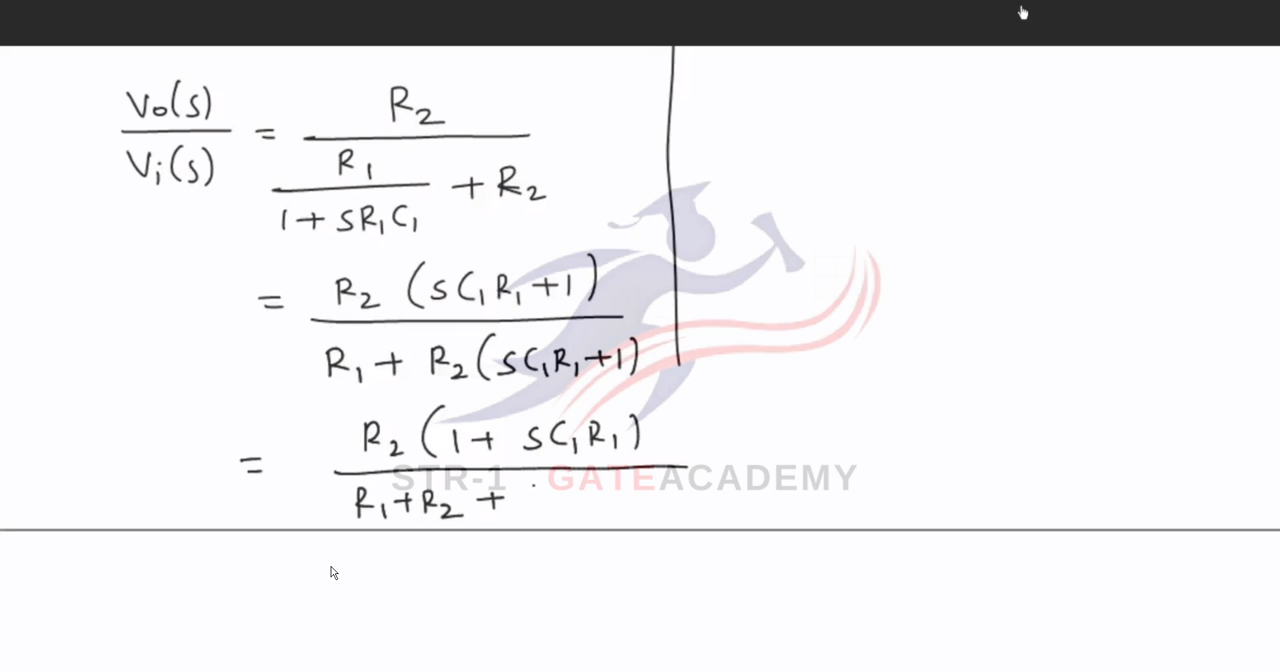 Vo(s)/Vi(s) = R2 / (R1/(1+SR1C1) + R2)
= R2 (SC1R1+1) / R1 + R2(SC1R1+1)
= R2 (1+ SC1R1) / R1+R2 +
STR-1 GATEACADEMY